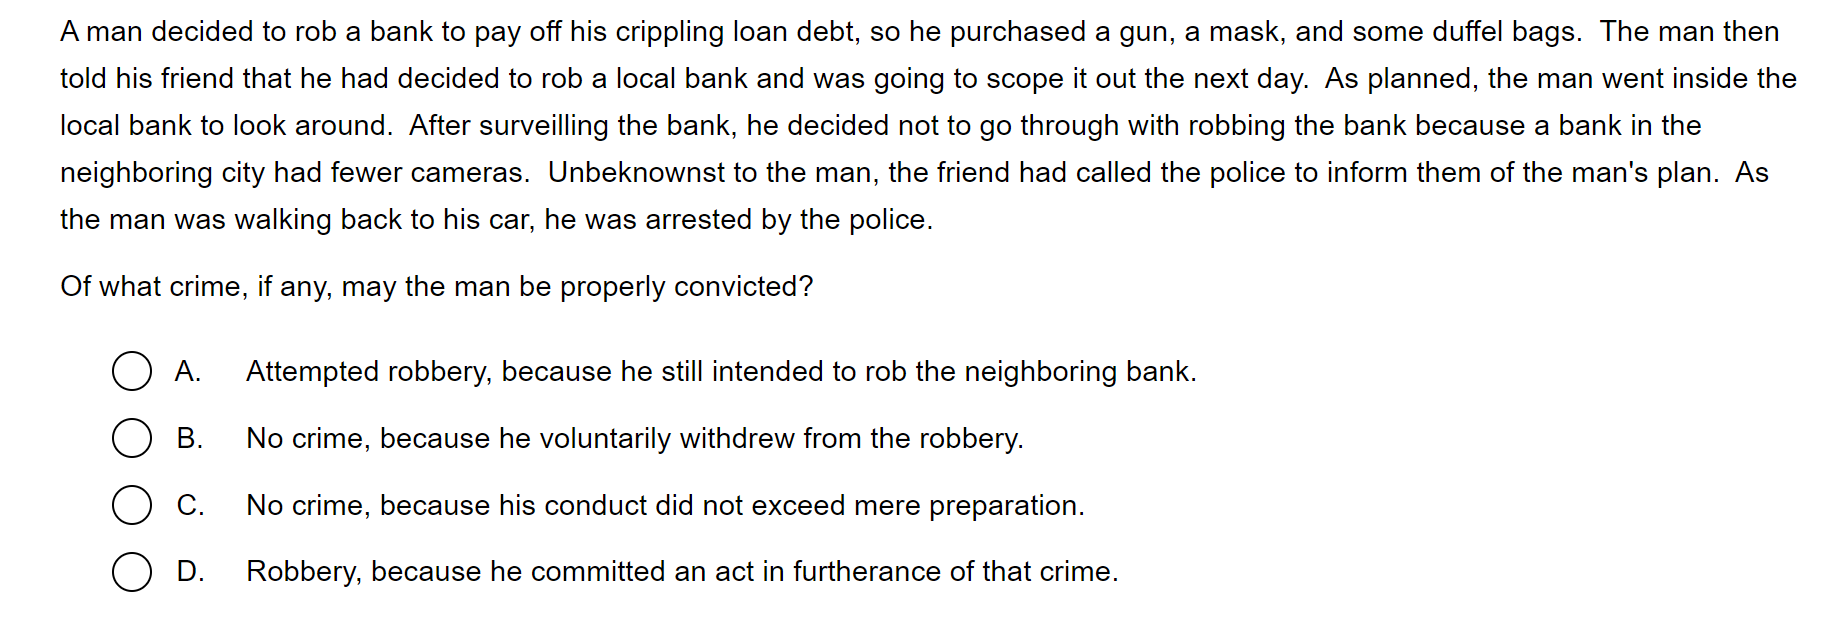 A man decided to rob a bank to pay off his crippling loan debt, so he purchased a gun, a mask, and some duffel bags.  The man then
told his friend that he had decided to rob a local bank and was going to scope it out the next day.  As planned, the man went inside the
local bank to look around.  After surveilling the bank, he decided not to go through with robbing the bank because a bank in the
neighboring city had fewer cameras.  Unbeknownst to the man, the friend had called the police to inform them of the man's plan.  As
the man was walking back to his car, he was arrested by the police.
Of what crime, if any, may the man be properly convicted?
A. Attempted robbery, because he still intended to rob the neighboring bank.
B. No crime, because he voluntarily withdrew from the robbery.
C. No crime, because his conduct did not exceed mere preparation.
D. Robbery, because he committed an act in furtherance of that crime.